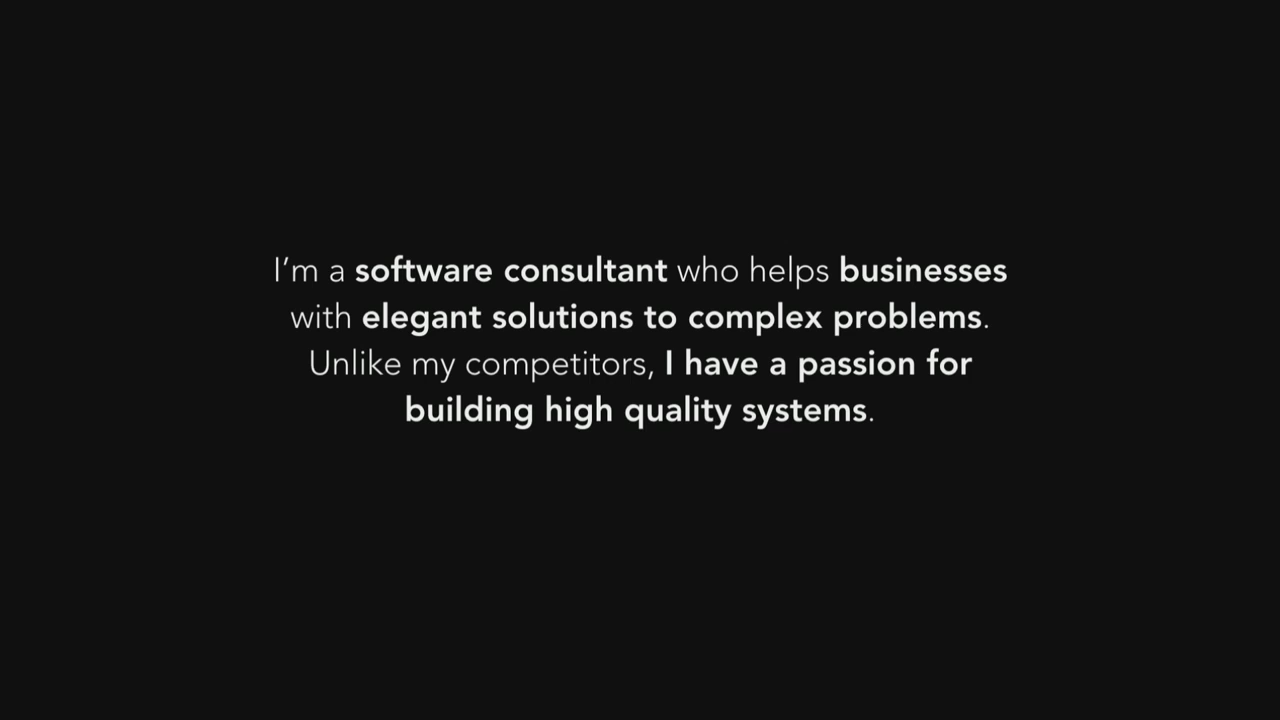 I’m a software consultant who helps businesses
with elegant solutions to complex problems.
Unlike my competitors, I have a passion for
building high quality systems.